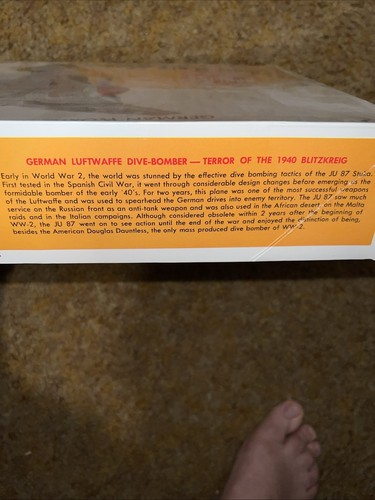 GERMAN LUFTWAFFE DIVE-BOMBER — TERROR OF THE 1940 BLITZKREIG
Early in World War 2, the world was stunned by the effective dive bombing tactics of the JU 87 Stuka.
First tested in the Spanish Civil War, it went through considerable design changes before emerging as the
formidable bomber of the early '40's. For two years, this plane was one of the most successful weapons
of the Luftwaffe and was used to spearhead the German drives into enemy territory. The JU 87 saw much
service on the Russian front as an anti-tank weapon and was also used in the African desert, on the Malta
raids and in the Italian campaigns. Although considered obsolete within 2 years after the beginning of
WW-2, the JU 87 went on to see action until the end of the war and enjoyed the distinction of being,
besides the American Douglas Dauntless, the only mass produced dive bomber of WW-2.